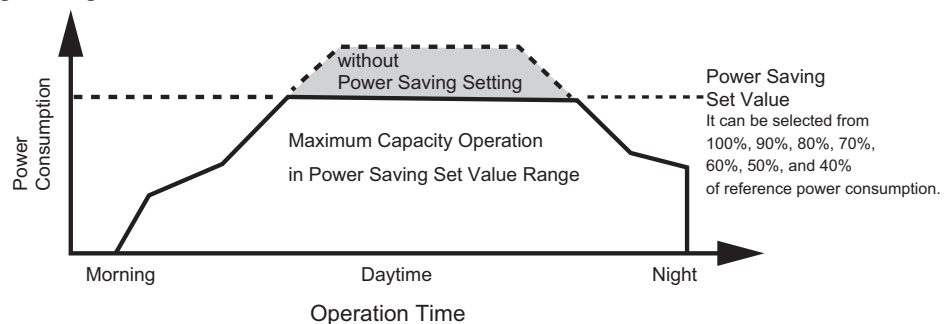 without
Power Saving Setting
Power Saving
Set Value
It can be selected from
100%, 90%, 80%, 70%,
60%, 50%, and 40%
of reference power consumption.
Power
Consumption
Maximum Capacity Operation
in Power Saving Set Value Range
Morning
Daytime
Night
Operation Time